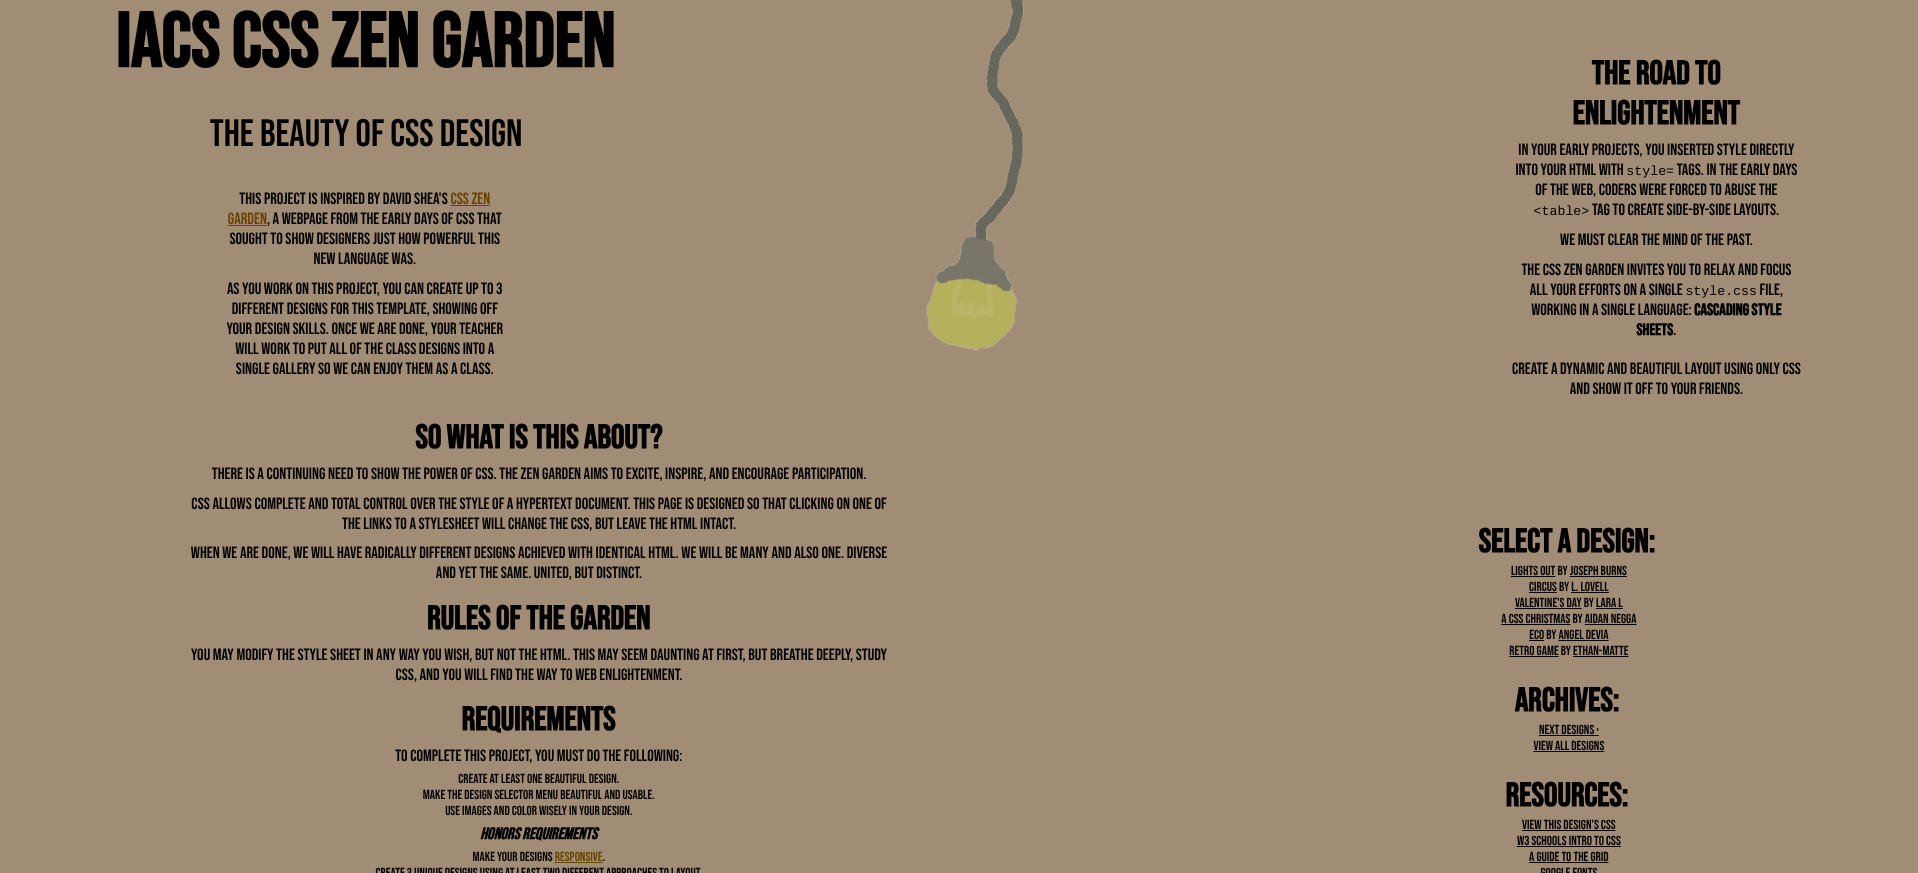 IACS CSS ZEN GARDEN
THE BEAUTY OF CSS DESIGN
THIS PROJECT IS INSPIRED BY DAVID SHEA'S CSS ZEN
GARDEN, A WEBPAGE FROM THE EARLY DAYS OF CSS THAT
SOUGHT TO SHOW DESIGNERS JUST HOW POWERFUL THIS
NEW LANGUAGE WAS.
AS YOU WORK ON THIS PROJECT, YOU CAN CREATE UP TO 3
DIFFERENT DESIGNS FOR THIS TEMPLATE, SHOWING OFF
YOUR DESIGN SKILLS. ONCE WE ARE DONE, YOUR TEACHER
WILL WORK TO PUT ALL OF THE CLASS DESIGNS INTO A
SINGLE GALLERY SO WE CAN ENJOY THEM AS A CLASS.
THE ROAD TO
ENLIGHTENMENT
IN YOUR EARLY PROJECTS, YOU INSERTED STYLE DIRECTLY
INTO YOUR HTML WITH style= TAGS. IN THE EARLY DAYS
OF THE WEB, CODERS WERE FORCED TO ABUSE THE
<table> TAG TO CREATE SIDE-BY-SIDE LAYOUTS.
WE MUST CLEAR THE MIND OF THE PAST.
THE CSS ZEN GARDEN INVITES YOU TO RELAX AND FOCUS
ALL YOUR EFFORTS ON A SINGLE style.css FILE,
WORKING IN A SINGLE LANGUAGE: CASCADING STYLE
SHEETS.
CREATE A DYNAMIC AND BEAUTIFUL LAYOUT USING ONLY CSS
AND SHOW IT OFF TO YOUR FRIENDS.
SO WHAT IS THIS ABOUT?
THERE IS A CONTINUING NEED TO SHOW THE POWER OF CSS. THE ZEN GARDEN AIMS TO EXCITE, INSPIRE, AND ENCOURAGE PARTICIPATION.
CSS ALLOWS COMPLETE AND TOTAL CONTROL OVER THE STYLE OF A HYPERTEXT DOCUMENT. THIS PAGE IS DESIGNED SO THAT CLICKING ON ONE OF
THE LINKS TO A STYLESHEET WILL CHANGE THE CSS, BUT LEAVE THE HTML INTACT.
WHEN WE ARE DONE, WE WILL HAVE RADICALLY DIFFERENT DESIGNS ACHIEVED WITH IDENTICAL HTML. WE WILL BE MANY AND ALSO ONE. DIVERSE
AND YET THE SAME. UNITED, BUT DISTINCT.
RULES OF THE GARDEN
YOU MAY MODIFY THE STYLE SHEET IN ANY WAY YOU WISH, BUT NOT THE HTML. THIS MAY SEEM DAUNTING AT FIRST, BUT BREATHE DEEPLY, STUDY
CSS, AND YOU WILL FIND THE WAY TO WEB ENLIGHTENMENT.
REQUIREMENTS
TO COMPLETE THIS PROJECT, YOU MUST DO THE FOLLOWING:
CREATE AT LEAST ONE BEAUTIFUL DESIGN.
MAKE THE DESIGN SELECTOR MENU BEAUTIFUL AND USABLE.
USE IMAGES AND COLOR WISELY IN YOUR DESIGN.
HONORS REQUIREMENTS
MAKE YOUR DESIGNS RESPONSIVE.
CREATE 3 UNIQUE DESIGNS USING AT LEAST TWO DIFFERENT APPROACHES TO LAYOUT
SELECT A DESIGN:
LIGHTS OUT BY JOSEPH BURNS
CIRCUS BY L. LOVELL
VALENTINE'S DAY BY LARA L
A CSS CHRISTMAS BY AIDAN NEGGA
ECO BY ANGEL DEVIA
RETRO GAME BY ETHAN-MATTE
ARCHIVES:
NEXT DESIGNS ›
VIEW ALL DESIGNS
RESOURCES:
VIEW THIS DESIGN'S CSS
W3 SCHOOLS INTRO TO CSS
A GUIDE TO THE GRID
GOOGLE FONTS